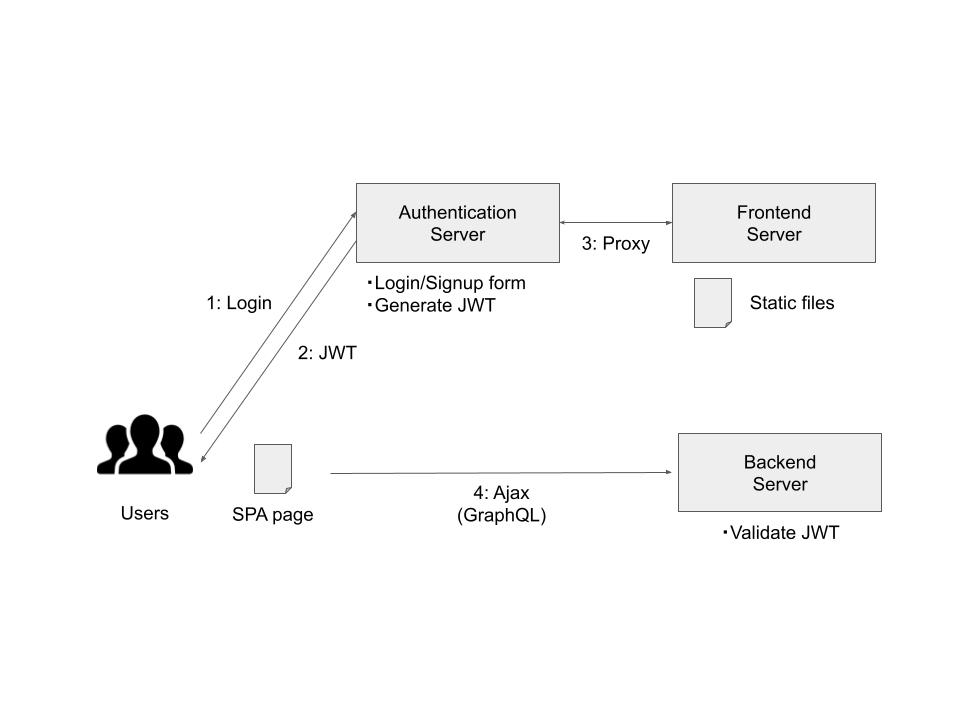 Authentication
Server
Frontend
Server
3: Proxy
・Login/Signup form
・Generate JWT
1: Login
Static files
2: JWT
Backend
Server
4: Ajax
(GraphQL)
Users
SPA page
・Validate JWT